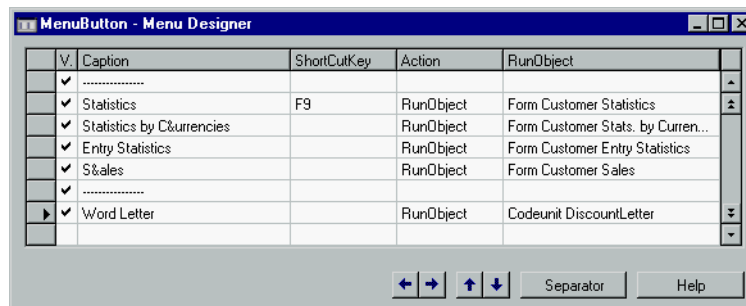 MenuButton - Menu Designer
V. Caption ShortCutKey Action RunObject
---------------
Statistics F9 RunObject Form Customer Statistics
Statistics by C&urrencies RunObject Form Customer Stats. by Curren...
Entry Statistics RunObject Form Customer Entry Statistics
S&ales RunObject Form Customer Sales
---------------
Word Letter RunObject Codeunit DiscountLetter
Separator Help